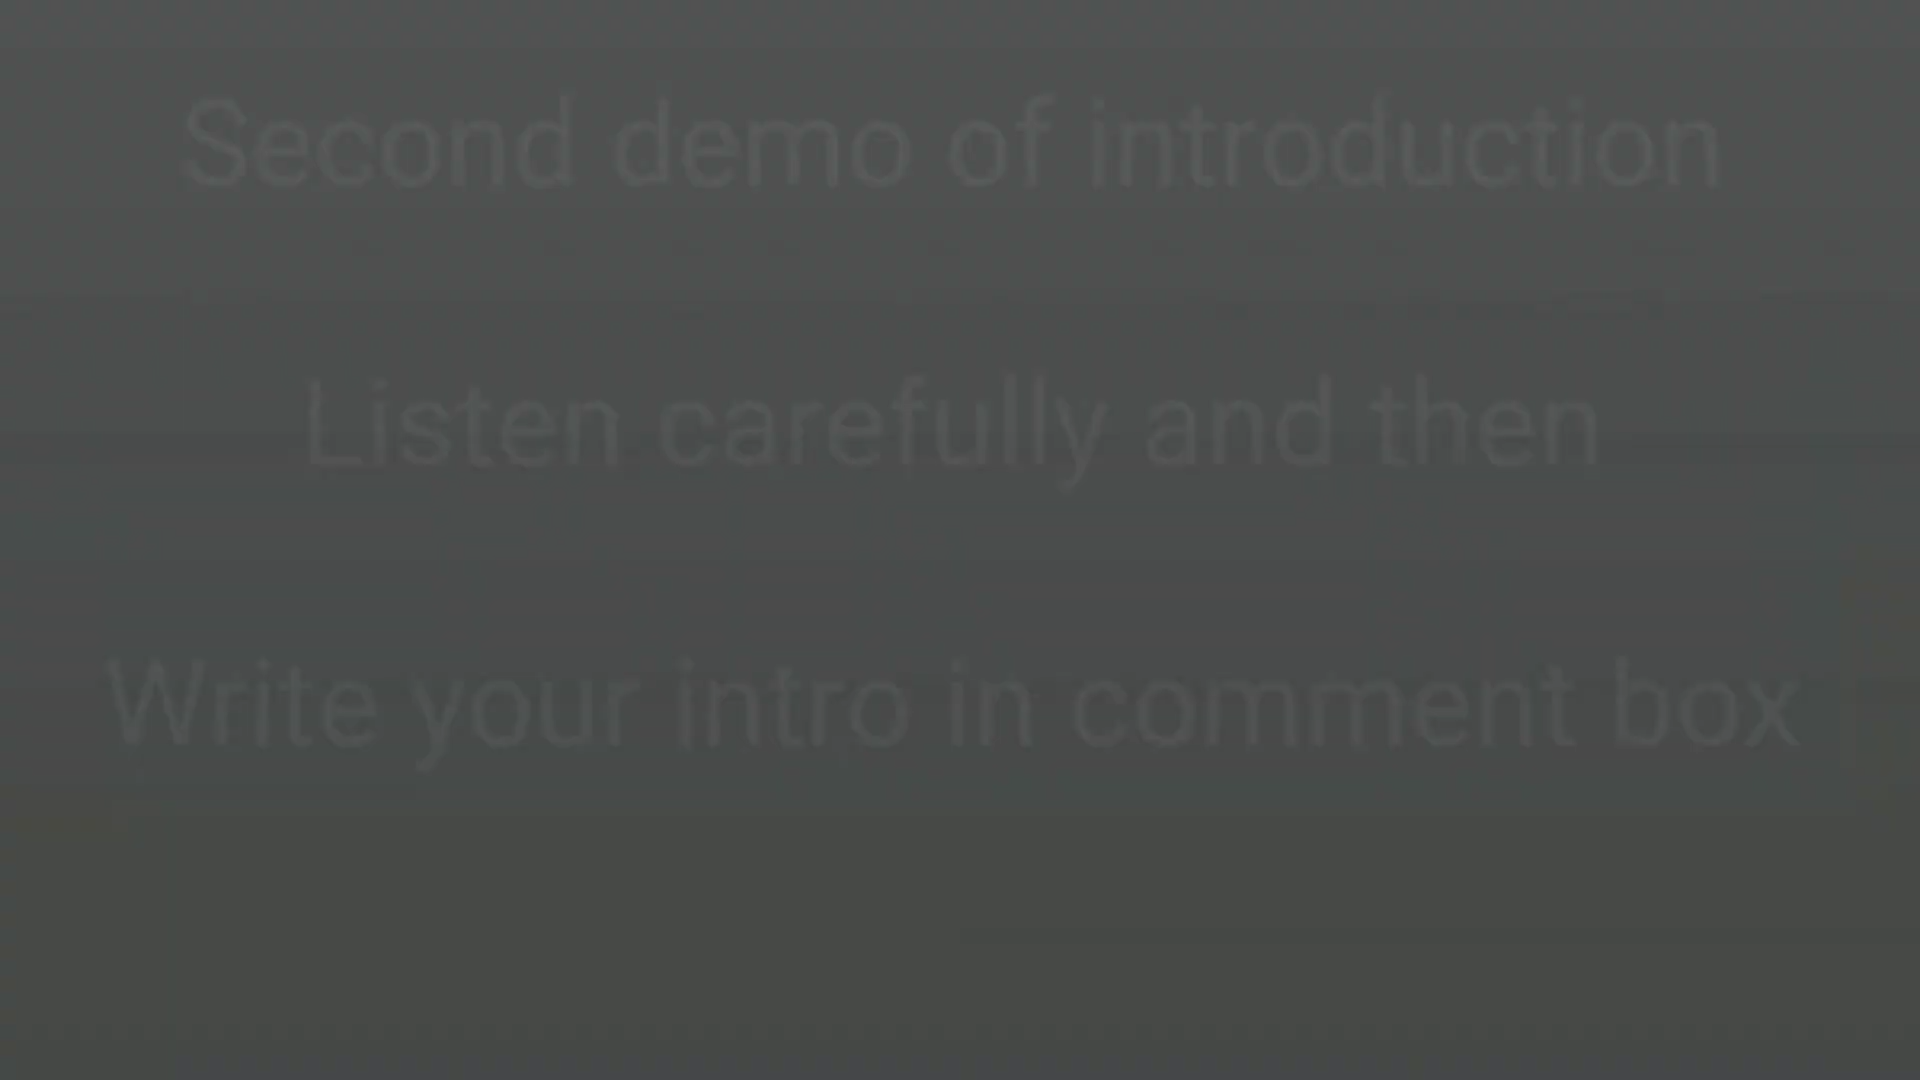 Second demo of introduction
Listen carefully and then
Write your intro in comment box